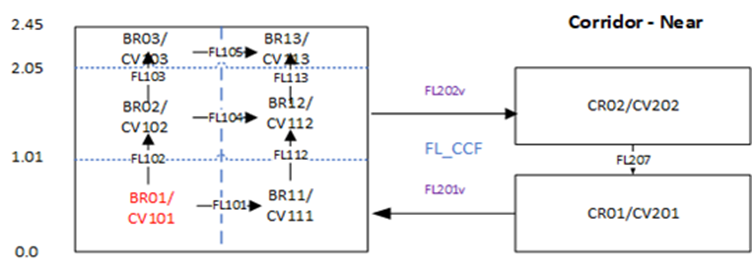 2.45
Corridor - Near
BR03/
CV103
FL105
BR13/
CV113
2.05
FL103
FL113
FL202v
BR02/
CV102
FL104
BR12/
CV112
CR02/CV202
FL_CCF
1.01
FL102
FL112
FL207
BR01/
CV101
FL101
BR11/
CV111
FL201v
CR01/CV201
0.0